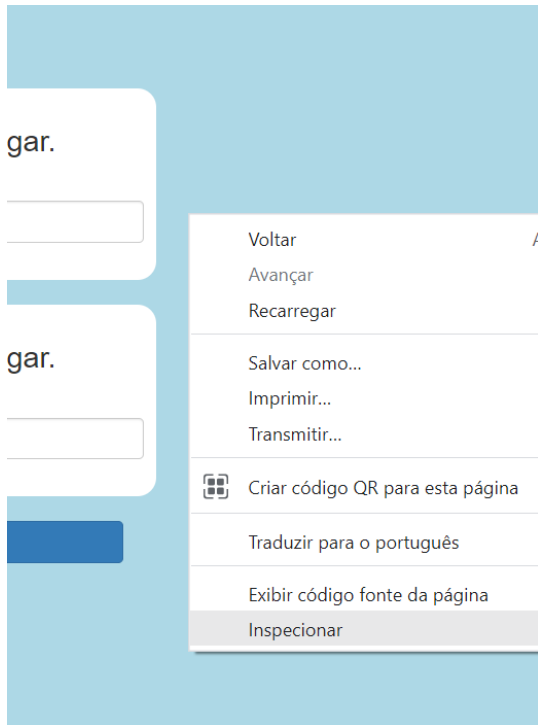 gar.
gar.
Voltar
Avançar
Recarregar
Salvar como...
Imprimir...
Transmitir...
Criar código QR para esta página
Traduzir para o português
Exibir código fonte da página
Inspecionar